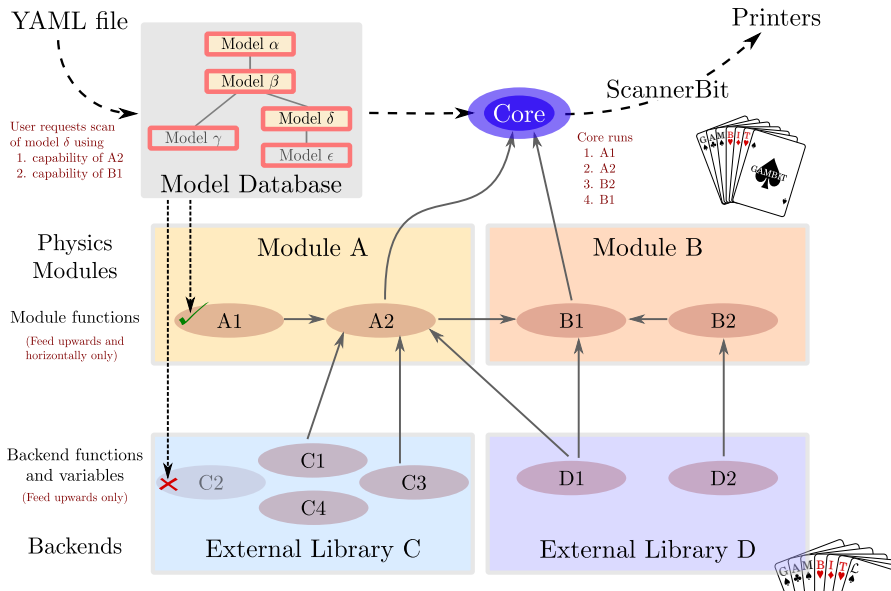 YAML file
Printers
Model α
Model β
Model γ
Model δ
Model ϵ
Model Database
Core
ScannerBit
User requests scan
of model δ using
1. capability of A2
2. capability of B1
Core runs
1. A1
2. A2
3. B2
4. B1
GAMBIT
GAMBIT
Physics
Modules
Module A
Module B
Module functions
(Feed upwards and
horizontally only)
A1
A2
B1
B2
Backend functions
and variables
(Feed upwards only)
C1
C2
C3
C4
D1
D2
Backends
External Library C
External Library D
GAMBIT ℒ